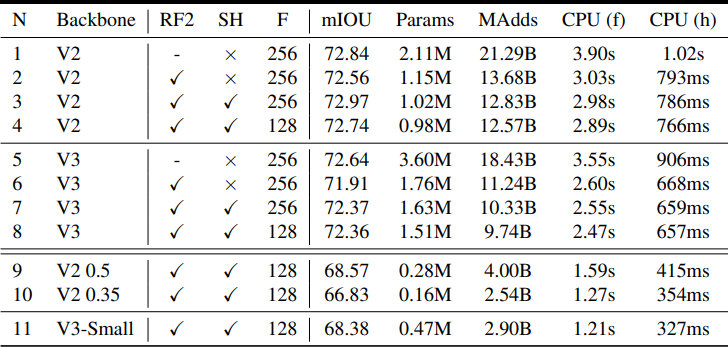 N Backbone RF2 SH F mIOU Params MAdds CPU (f) CPU (h)
1 V2 - × 256 72.84 2.11M 21.29B 3.90s 1.02s
2 V2 ✓ × 256 72.56 1.15M 13.68B 3.03s 793ms
3 V2 ✓ ✓ 256 72.97 1.02M 12.83B 2.98s 786ms
4 V2 ✓ ✓ 128 72.74 0.98M 12.57B 2.89s 766ms
5 V3 - × 256 72.64 3.60M 18.43B 3.55s 906ms
6 V3 ✓ × 256 71.91 1.76M 11.24B 2.60s 668ms
7 V3 ✓ ✓ 256 72.37 1.63M 10.33B 2.55s 659ms
8 V3 ✓ ✓ 128 72.36 1.51M 9.74B 2.47s 657ms
9 V2 0.5 ✓ ✓ 128 68.57 0.28M 4.00B 1.59s 415ms
10 V2 0.35 ✓ ✓ 128 66.83 0.16M 2.54B 1.27s 354ms
11 V3-Small ✓ ✓ 128 68.38 0.47M 2.90B 1.21s 327ms